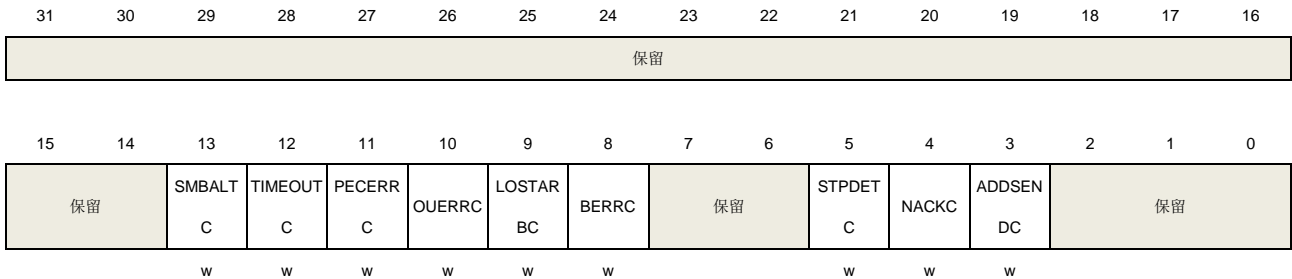 31 30 29 28 27 26 25 24 23 22 21 20 19 18 17 16
保留
15 14 13 12 11 10 9 8 7 6 5 4 3 2 1 0
保留 SMBALT C TIMEOUT C PECERR C OUERRC LOSTAR BC BERRC 保留 STPDET C NACKC ADDSEN DC 保留
w w w w w w w w w